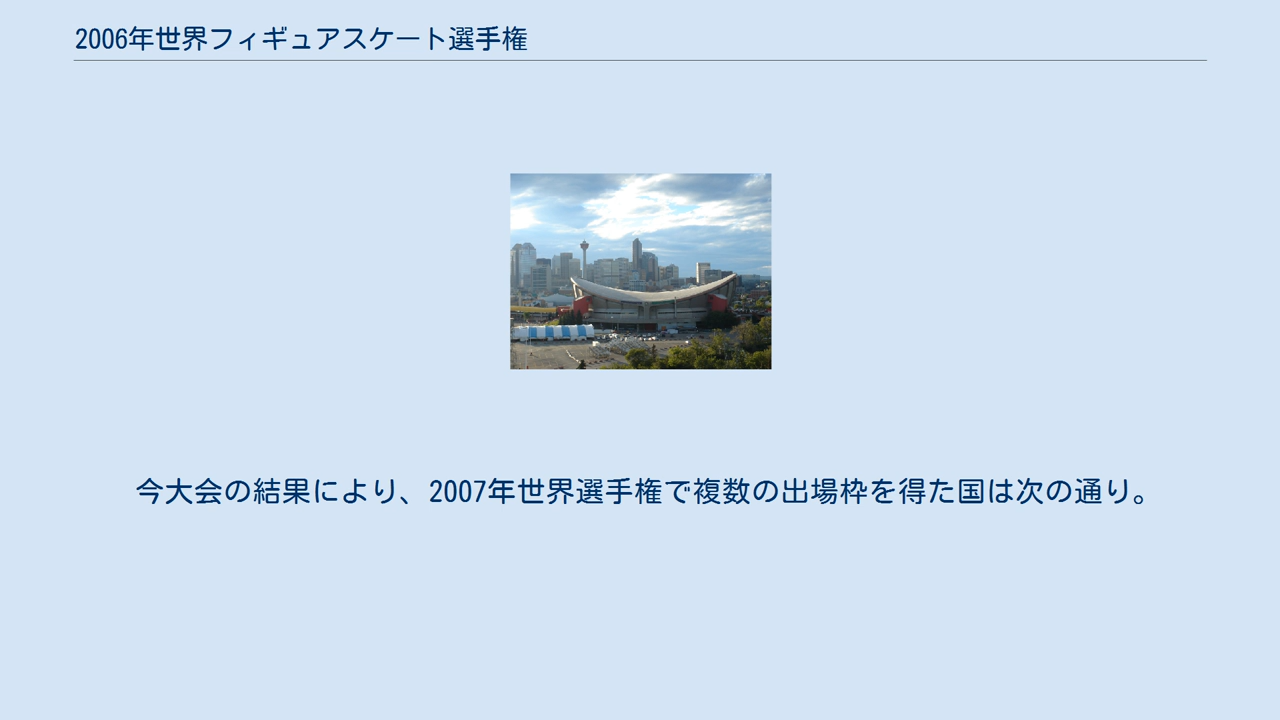 2006年世界フィギュアスケート選手権
今大会の結果により、2007年世界選手権で複数の出場枠を得た国は次の通り。